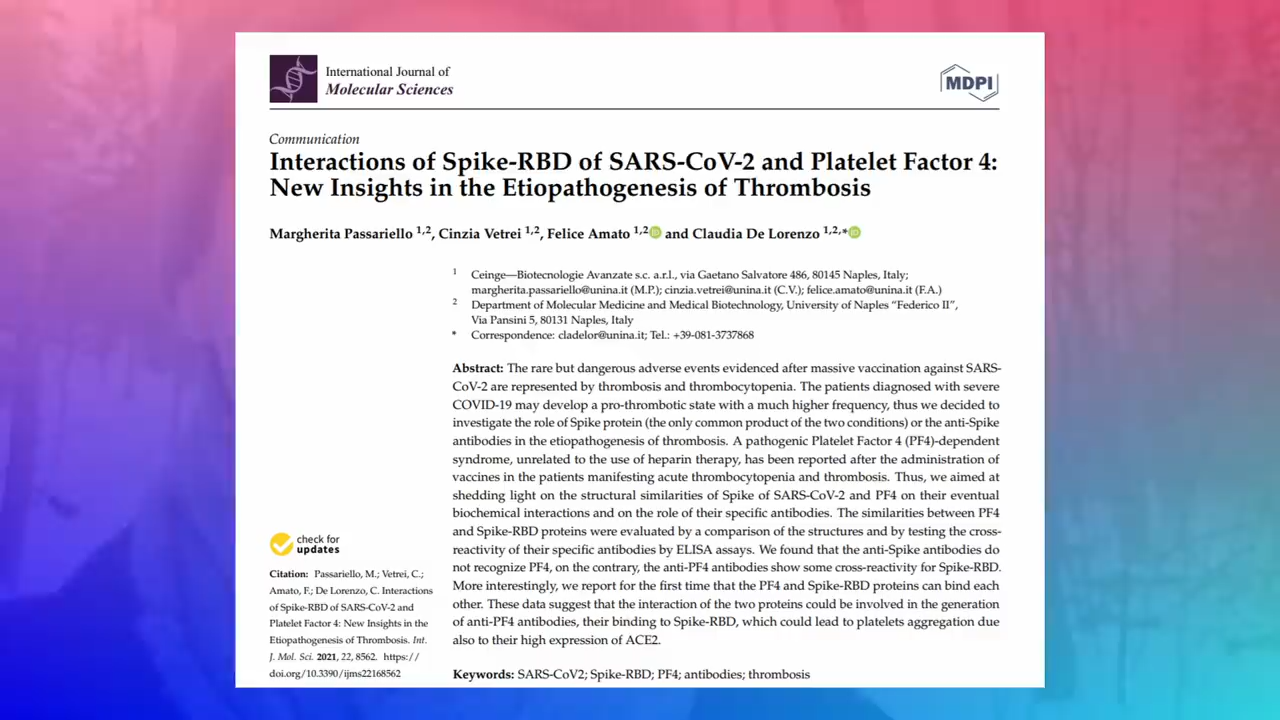 International Journal of
Molecular Sciences
MDPI
Communication
Interactions of Spike-RBD of SARS-CoV-2 and Platelet Factor 4:
New Insights in the Etiopathogenesis of Thrombosis
Margherita Passariello 1,2, Cinzia Vetrei 1,2, Felice Amato 1,2 iD and Claudia De Lorenzo 1,2,* iD
1 Ceinge—Biotecnologie Avanzate s.c. a.r.l., via Gaetano Salvatore 486, 80145 Naples, Italy;
margherita.passariello@unina.it (M.P.); cinzia.vetrei@unina.it (C.V.); felice.amato@unina.it (F.A.)
2 Department of Molecular Medicine and Medical Biotechnology, University of Naples “Federico II”,
Via Pansini 5, 80131 Naples, Italy
* Correspondence: cladelor@unina.it; Tel.: +39-081-3737868
Abstract: The rare but dangerous adverse events evidenced after massive vaccination against SARS-
CoV-2 are represented by thrombosis and thrombocytopenia. The patients diagnosed with severe
COVID-19 may develop a pro-thrombotic state with a much higher frequency, thus we decided to
investigate the role of Spike protein (the only common product of the two conditions) or the anti-Spike
antibodies in the etiopathogenesis of thrombosis. A pathogenic Platelet Factor 4 (PF4)-dependent
syndrome, unrelated to the use of heparin therapy, has been reported after the administration of
vaccines in the patients manifesting acute thrombocytopenia and thrombosis. Thus, we aimed at
shedding light on the structural similarities of Spike of SARS-CoV-2 and PF4 on their eventual
biochemical interactions and on the role of their specific antibodies. The similarities between PF4
and Spike-RBD proteins were evaluated by a comparison of the structures and by testing the cross-
reactivity of their specific antibodies by ELISA assays. We found that the anti-Spike antibodies do
not recognize PF4, on the contrary, the anti-PF4 antibodies show some cross-reactivity for Spike-RBD.
More interestingly, we report for the first time that the PF4 and Spike-RBD proteins can bind each
other. These data suggest that the interaction of the two proteins could be involved in the generation
of anti-PF4 antibodies, their binding to Spike-RBD, which could lead to platelets aggregation due
also to their high expression of ACE2.
Keywords: SARS-CoV2; Spike-RBD; PF4; antibodies; thrombosis
check for
updates
Citation: Passariello, M.; Vetrei, C.;
Amato, F.; De Lorenzo, C. Interactions
of Spike-RBD of SARS-CoV-2 and
Platelet Factor 4: New Insights in the
Etiopathogenesis of Thrombosis. Int.
J. Mol. Sci. 2021, 22, 8562. https://
doi.org/10.3390/ijms22168562